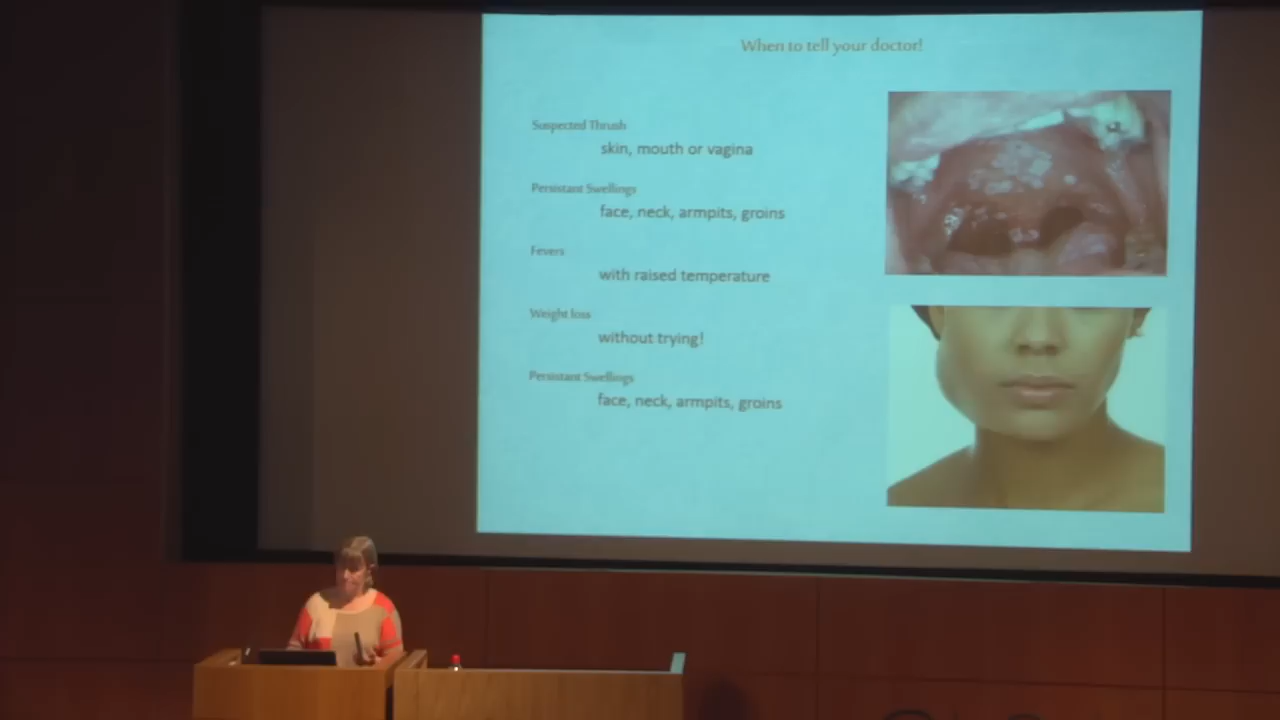 When to tell your doctor!
Suspected Thrush
skin, mouth or vagina
Persistant Swellings
face, neck, armpits, groins
Fevers
with raised temperature
Weight loss
without trying!
Persistant Swellings
face, neck, armpits, groins